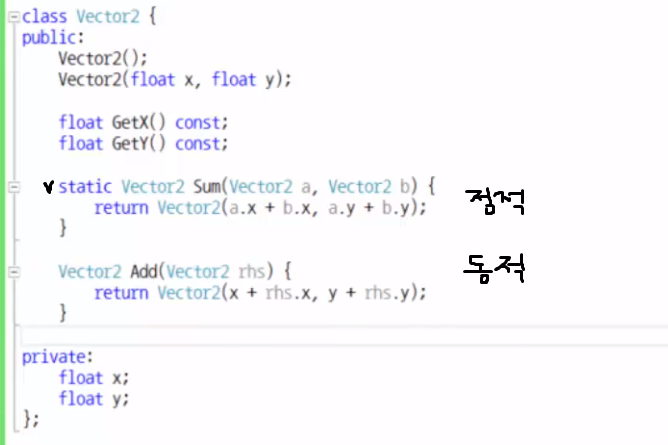 class Vector2 {
public:
Vector2();
Vector2(float x, float y);
float GetX() const;
float GetY() const;
static Vector2 Sum(Vector2 a, Vector2 b) {
정적
return Vector2(a.x + b.x, a.y + b.y);
}
동적
Vector2 Add(Vector2 rhs) {
return Vector2(x + rhs.x, y + rhs.y);
}
private:
float x;
float y;
};